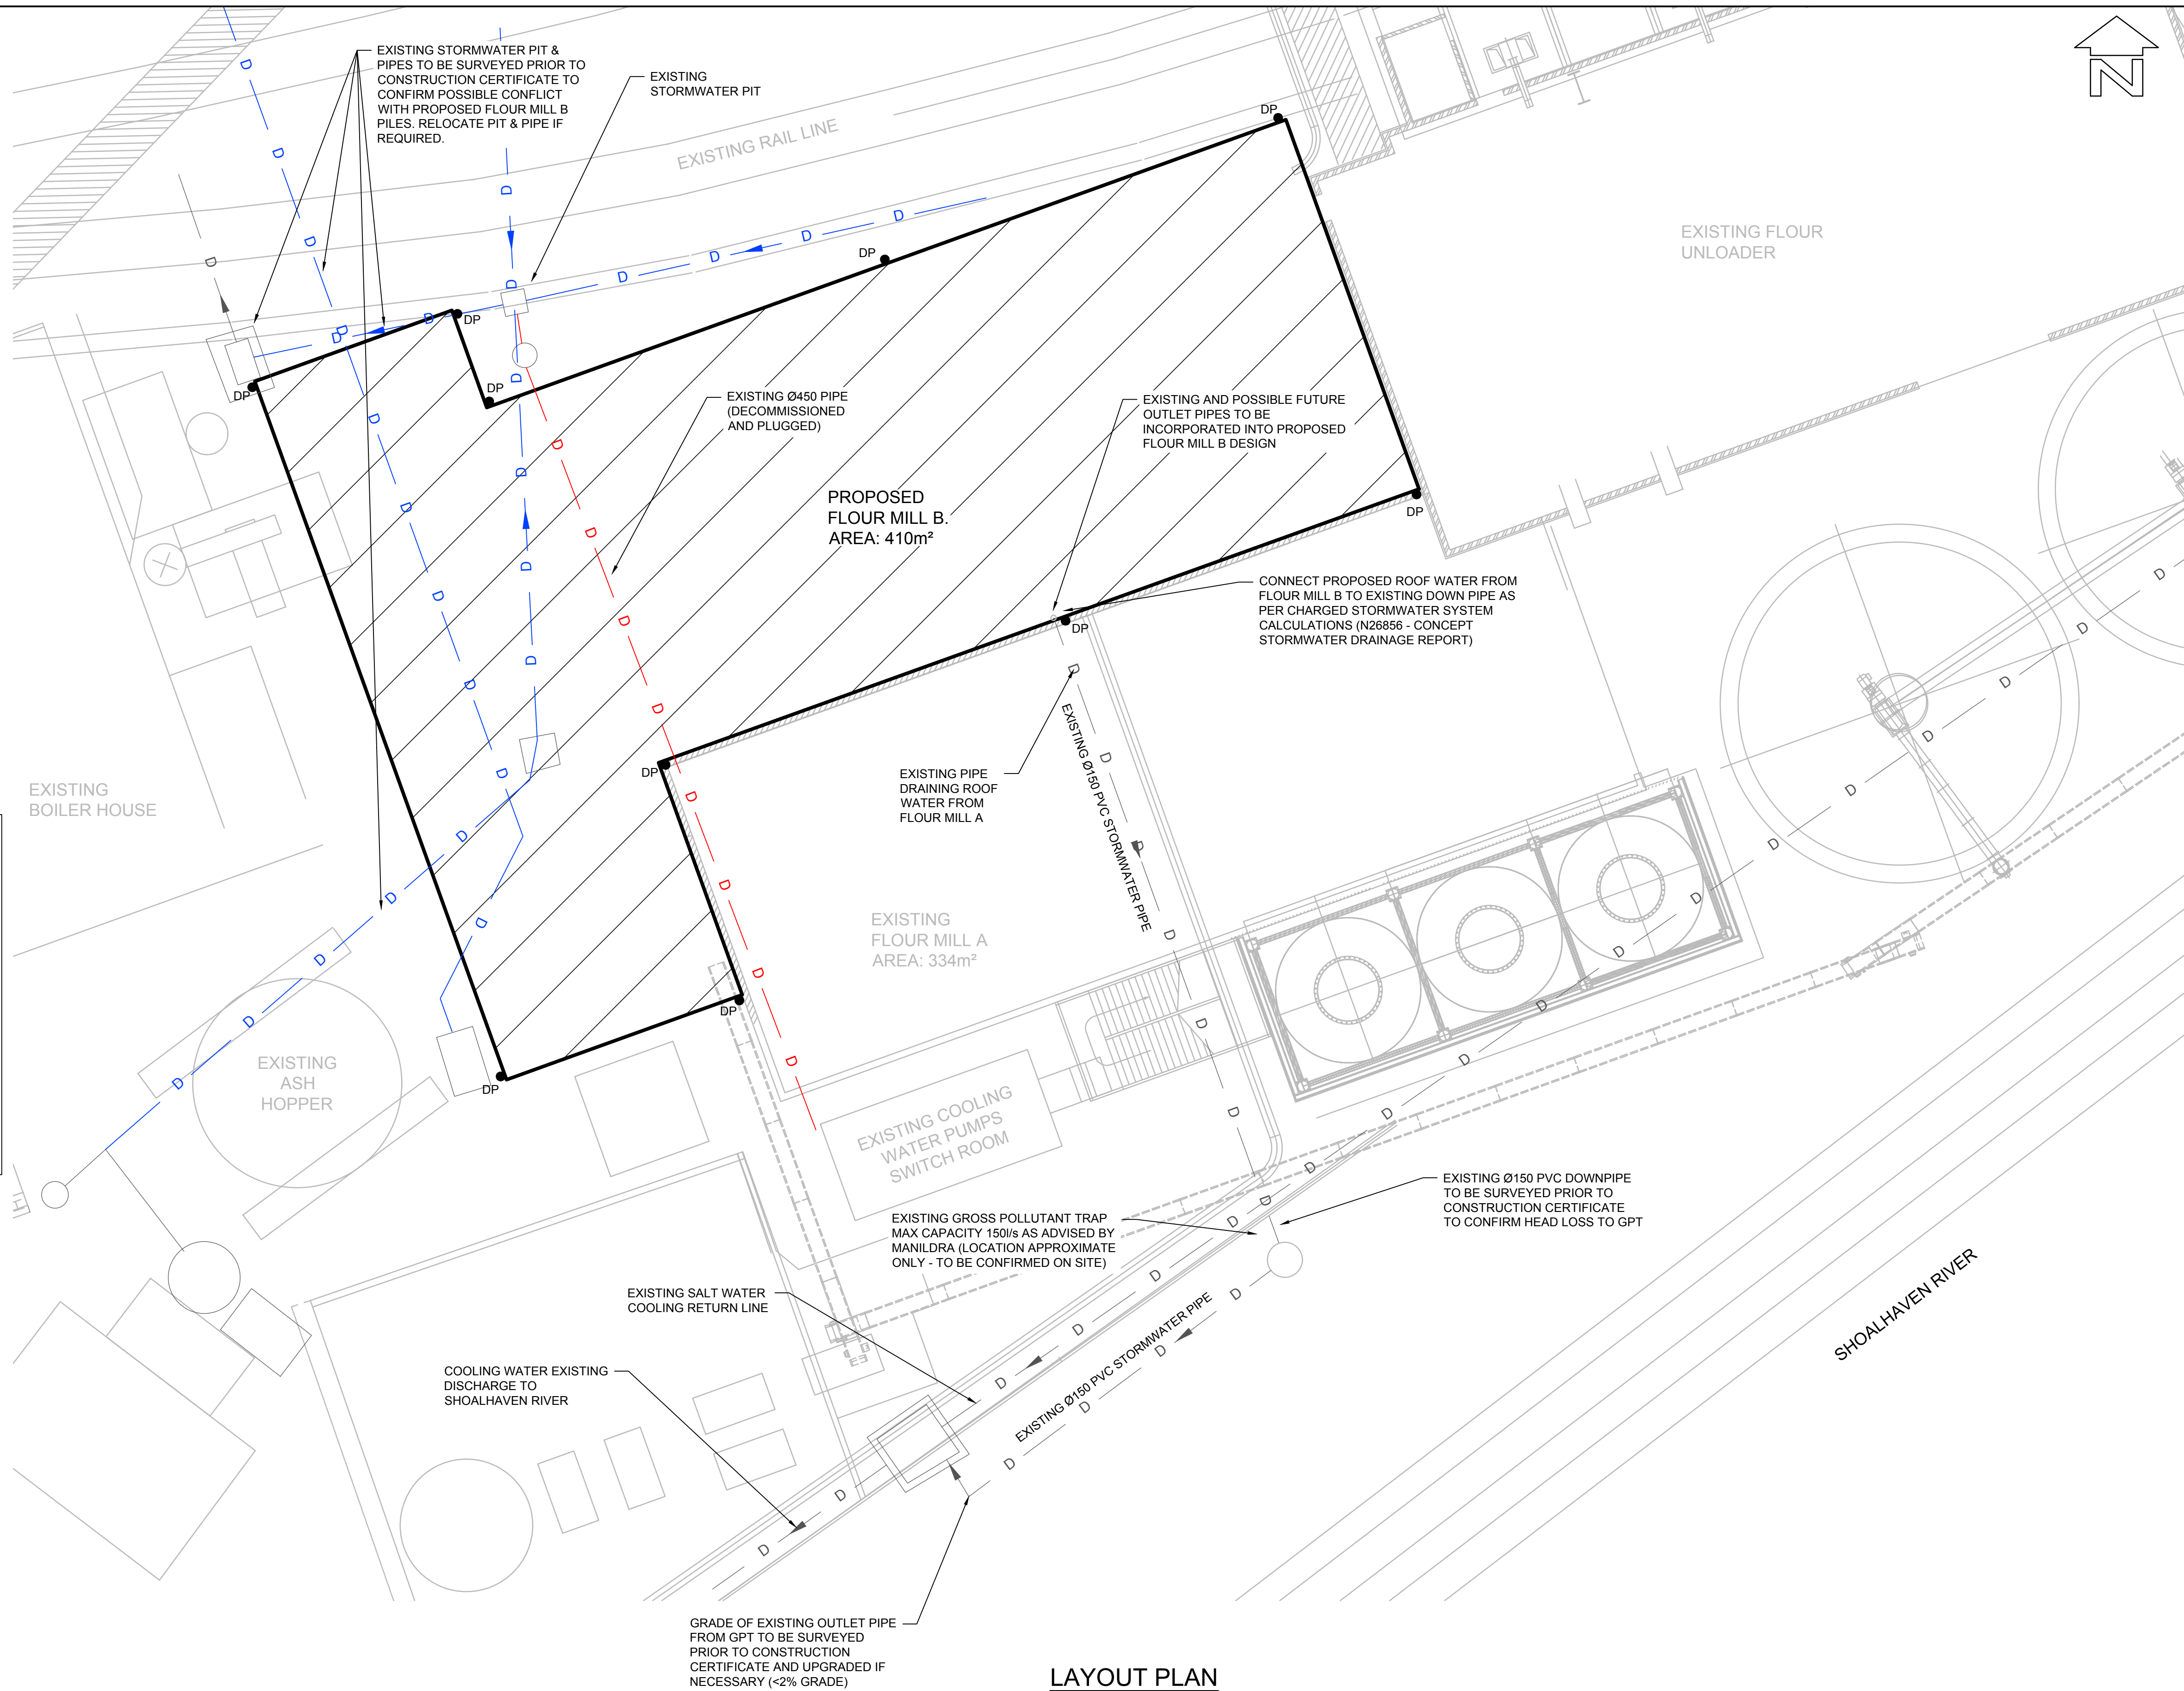 EXISTING STORMWATER PIT &
PIPES TO BE SURVEYED PRIOR TO
CONSTRUCTION CERTIFICATE TO
CONFIRM POSSIBLE CONFLICT
WITH PROPOSED FLOUR MILL B
PILES. RELOCATE PIT & PIPE IF
REQUIRED.
EXISTING
STORMWATER PIT
N
EXISTING RAIL LINE
DP
EXISTING FLOUR
UNLOADER
DP
DP
DP
DP
EXISTING Ø450 PIPE
(DECOMMISSIONED
AND PLUGGED)
EXISTING AND POSSIBLE FUTURE
OUTLET PIPES TO BE
INCORPORATED INTO PROPOSED
FLOUR MILL B DESIGN
PROPOSED
FLOUR MILL B.
AREA: 410m²
DP
CONNECT PROPOSED ROOF WATER FROM
FLOUR MILL B TO EXISTING DOWN PIPE AS
PER CHARGED STORMWATER SYSTEM
CALCULATIONS (N26856 - CONCEPT
STORMWATER DRAINAGE REPORT)
DP
EXISTING Ø150 PVC STORMWATER PIPE
DP
EXISTING PIPE
DRAINING ROOF
WATER FROM
FLOUR MILL A
EXISTING
BOILER HOUSE
EXISTING
FLOUR MILL A
AREA: 334m²
DP
EXISTING
ASH
HOPPER
DP
EXISTING COOLING
WATER PUMPS
SWITCH ROOM
EXISTING Ø150 PVC DOWNPIPE
TO BE SURVEYED PRIOR TO
CONSTRUCTION CERTIFICATE
TO CONFIRM HEAD LOSS TO GPT
EXISTING GROSS POLLUTANT TRAP
MAX CAPACITY 150l/s AS ADVISED BY
MANILDRA (LOCATION APPROXIMATE
ONLY - TO BE CONFIRMED ON SITE)
EXISTING SALT WATER
COOLING RETURN LINE
EXISTING Ø150 PVC STORMWATER PIPE
SHOALHAVEN RIVER
COOLING WATER EXISTING
DISCHARGE TO
SHOALHAVEN RIVER
GRADE OF EXISTING OUTLET PIPE
FROM GPT TO BE SURVEYED
PRIOR TO CONSTRUCTION
CERTIFICATE AND UPGRADED IF
NECESSARY (<2% GRADE)
LAYOUT PLAN